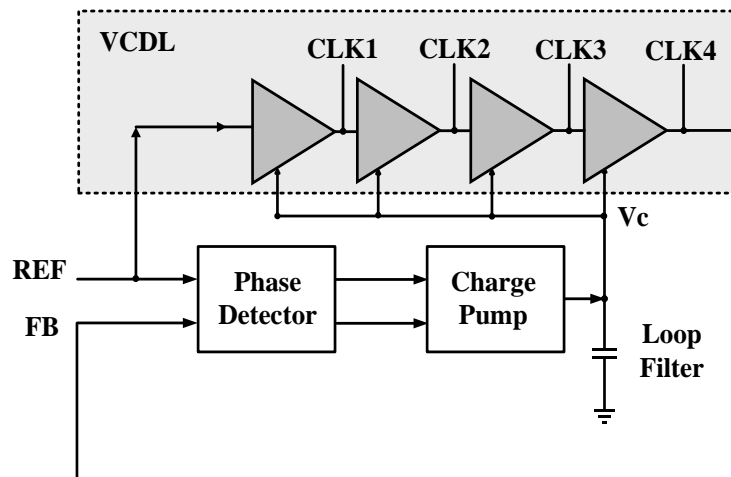 VCDL
CLK1
CLK2
CLK3
CLK4
Vc
REF
FB
Phase
Detector
Charge
Pump
Loop
Filter